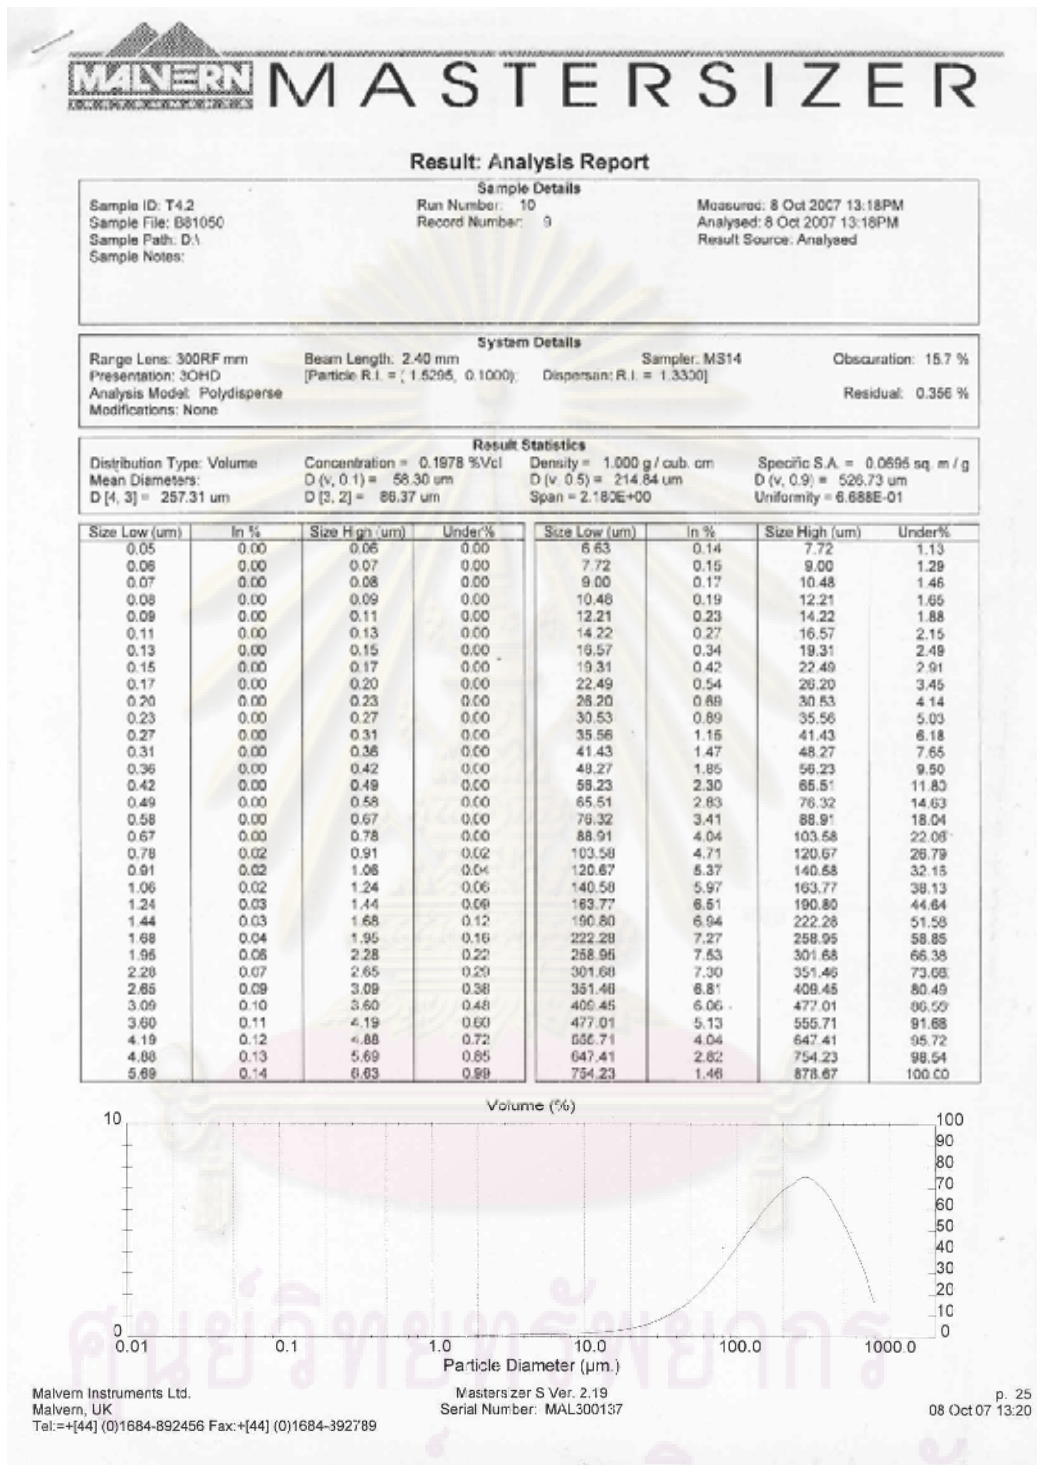 MALVERN MASTERSIZER
INSTRUMENTS
Result: Analysis Report
Sample Details
Sample ID: T4.2 Run Number: 10 Measured: 8 Oct 2007 13:18PM
Sample File: B81050 Record Number: 9 Analysed: 8 Oct 2007 13:18PM
Sample Path: D:\ Result Source: Analysed
Sample Notes:
System Details
Range Lens: 300RF mm Beam Length: 2.40 mm Sampler: MS14 Obscuration: 15.7 %
Presentation: 3OHD [Particle R.I. = ( 1.5295, 0.1000); Dispersant R.I. = 1.3300]
Analysis Model: Polydisperse Residual: 0.356 %
Modifications: None
Result Statistics
Distribution Type: Volume Concentration = 0.1978 %Vol Density = 1.000 g / cub. cm Specific S.A. = 0.0695 sq. m / g
Mean Diameters: D (v, 0.1) = 58.30 um D (v, 0.5) = 214.84 um D (v, 0.9) = 526.73 um
D [4, 3] = 257.31 um D [3, 2] = 86.37 um Span = 2.180E+00 Uniformity = 6.688E-01
Size Low (um) In % Size High (um) Under% Size Low (um) In % Size High (um) Under%
0.05 0.00 0.06 0.00 6.63 0.14 7.72 1.13
0.06 0.00 0.07 0.00 7.72 0.15 9.00 1.29
0.07 0.00 0.08 0.00 9.00 0.17 10.48 1.46
0.08 0.00 0.09 0.00 10.48 0.19 12.21 1.65
0.09 0.00 0.11 0.00 12.21 0.23 14.22 1.88
0.11 0.00 0.13 0.00 14.22 0.27 16.57 2.15
0.13 0.00 0.15 0.00 16.57 0.34 19.31 2.49
0.15 0.00 0.17 0.00 19.31 0.42 22.49 2.91
0.17 0.00 0.20 0.00 22.49 0.54 26.20 3.45
0.20 0.00 0.23 0.00 26.20 0.69 30.53 4.14
0.23 0.00 0.27 0.00 30.53 0.89 35.56 5.03
0.27 0.00 0.31 0.00 35.56 1.15 41.43 6.18
0.31 0.00 0.36 0.00 41.43 1.47 48.27 7.65
0.36 0.00 0.42 0.00 48.27 1.85 56.23 9.50
0.42 0.00 0.49 0.00 56.23 2.30 65.51 11.80
0.49 0.00 0.58 0.00 65.51 2.83 76.32 14.63
0.58 0.00 0.67 0.00 76.32 3.41 88.91 18.04
0.67 0.00 0.78 0.00 88.91 4.04 103.58 22.08
0.78 0.02 0.91 0.02 103.58 4.71 120.67 26.79
0.91 0.02 1.06 0.04 120.67 5.37 140.58 32.15
1.06 0.02 1.24 0.06 140.58 5.97 163.77 38.13
1.24 0.03 1.44 0.09 163.77 6.51 190.80 44.64
1.44 0.03 1.68 0.12 190.80 6.94 222.28 51.58
1.68 0.04 1.95 0.16 222.28 7.27 258.95 58.85
1.95 0.06 2.28 0.22 258.95 7.53 301.68 66.38
2.28 0.07 2.65 0.29 301.68 7.30 351.46 73.68
2.65 0.09 3.09 0.38 351.46 6.81 409.45 80.49
3.09 0.10 3.60 0.48 409.45 6.06 477.01 86.55
3.60 0.11 4.19 0.60 477.01 5.13 555.71 91.68
4.19 0.12 4.88 0.72 555.71 4.04 647.41 95.72
4.88 0.13 5.69 0.85 647.41 2.82 754.23 98.54
5.69 0.14 6.63 0.99 754.23 1.46 878.67 100.00
Volume (%)
10 100
90
80
70
60
50
40
30
20
10
0 0
0.01 0.1 1.0 10.0 100.0 1000.0
Particle Diameter (µm.)
ศูนย์วิทยทรัพยากร
Malvern Instruments Ltd. Mastersizer S Ver. 2.19 p. 25
Malvern, UK Serial Number: MAL300137 08 Oct 07 13:20
Tel:=+[44] (0)1684-892456 Fax:+[44] (0)1684-892789